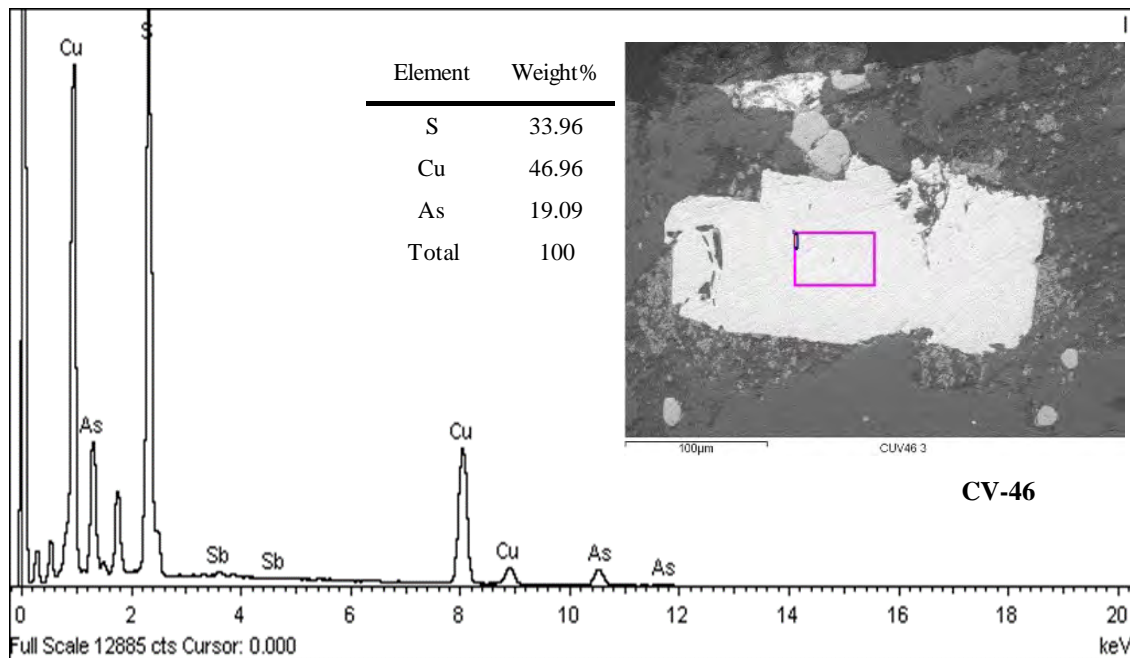 S
Cu
Element Weight%
S 33.96
Cu 46.96
As 19.09
Total 100
As
Cu
Sb
Sb
Cu
As
As
100µm CUV46 3
CV-46
0 2 4 6 8 10 12 14 16 18 20
Full Scale 12885 cts Cursor: 0.000 keV